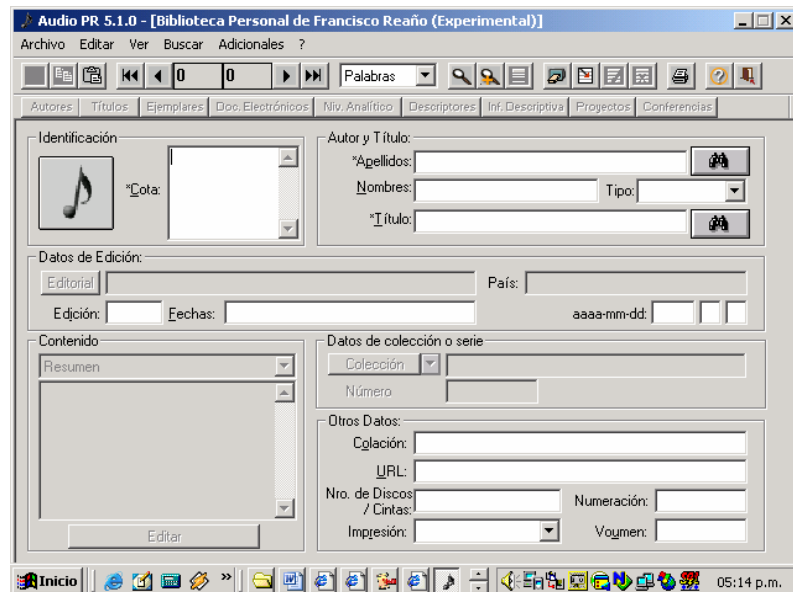 Audio PR 5.1.0 - [Biblioteca Personal de Francisco Reaño (Experimental)]
Archivo Editar Ver Buscar Adicionales ?
0 0 Palabras
Autores Títulos Ejemplares Doc. Electrónicos Niv. Analítico Descriptores Inf. Descriptiva Proyectos Conferencias
Identificación
*Cota:
Autor y Título:
*Apellidos:
Nombres: Tipo:
*Título:
Datos de Edición:
Editorial País:
Edición: Fechas: aaaa-mm-dd:
Contenido
Resumen
Editar
Datos de colección o serie
Colección
Número
Otros Datos:
Colación:
URL:
Nro. de Discos
/ Cintas: Numeración:
Impresión: Voymen:
Inicio » 05:14 p.m.